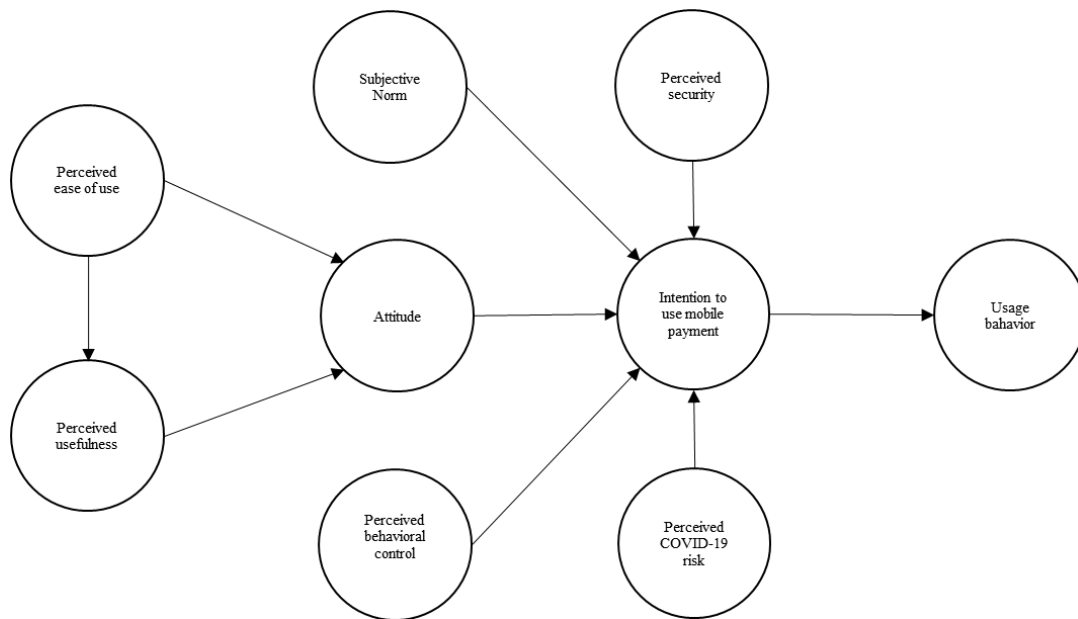 Subjective
Norm
Perceived
security
Perceived
ease of use
Attitude
Intention to
use mobile
payment
Usage
bahavior
Perceived
usefulness
Perceived
behavioral
control
Perceived
COVID-19
risk